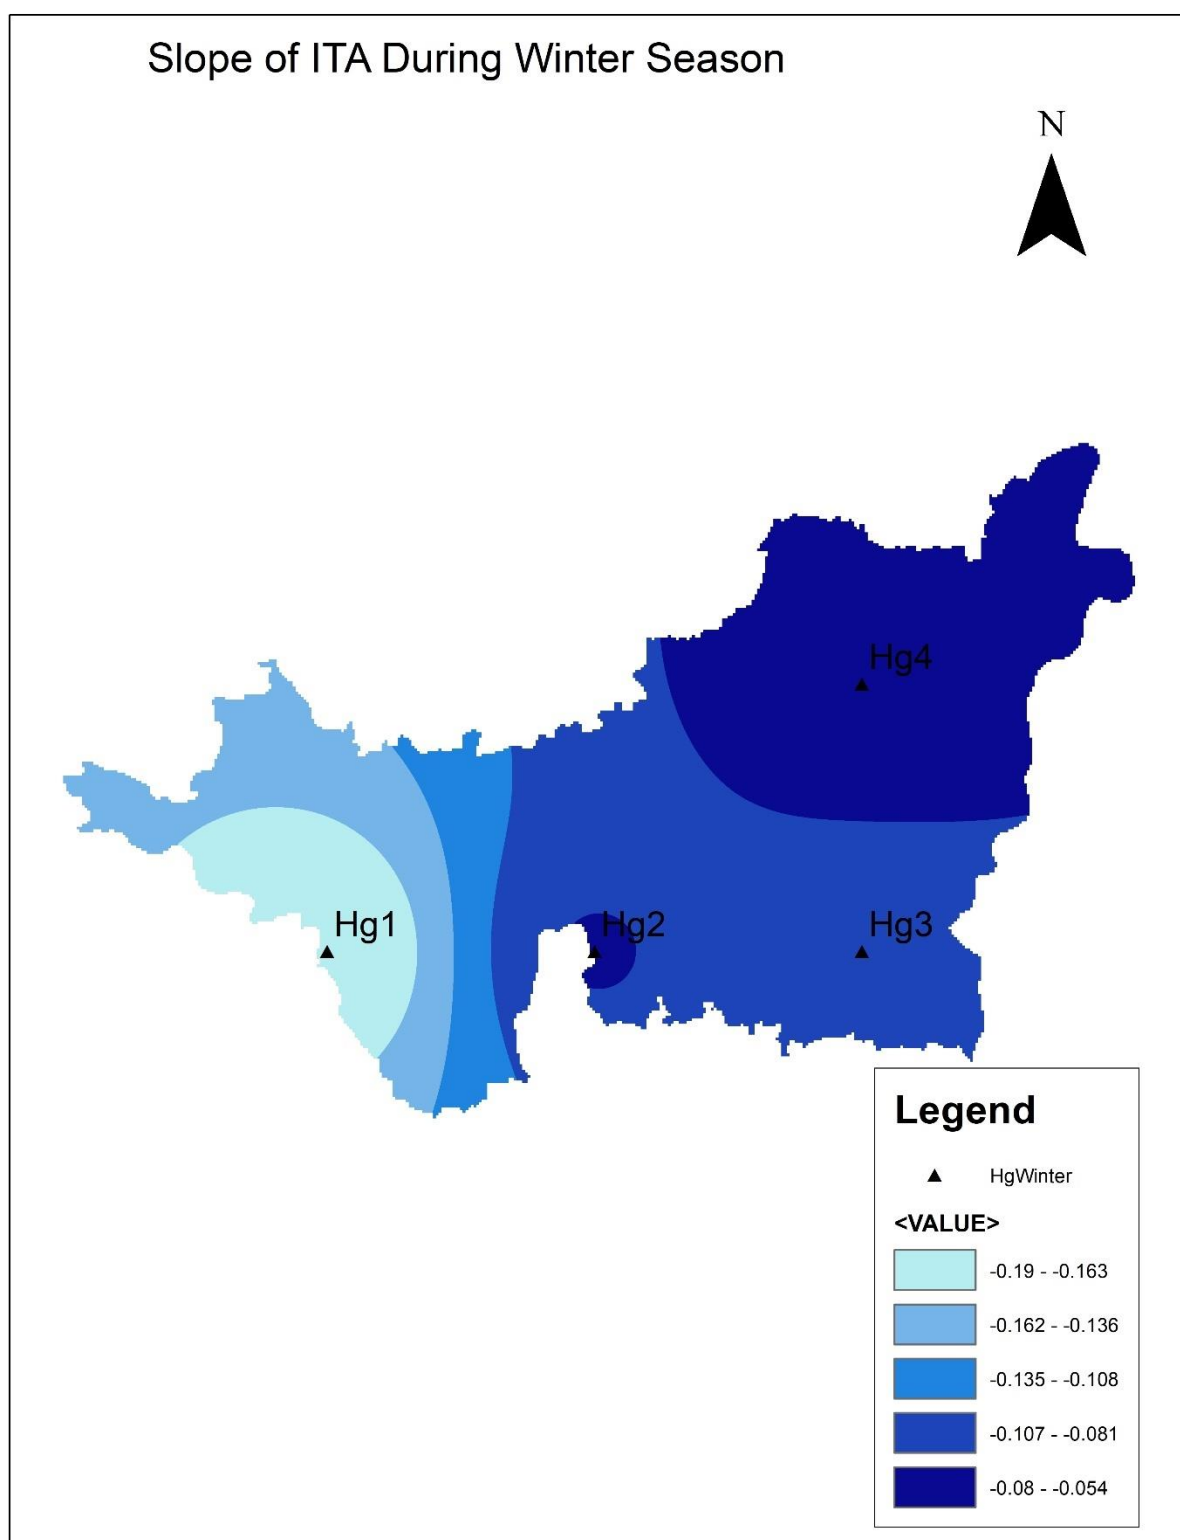 Slope of ITA During Winter Season
N
Hg4
Hg1
Hg2
Hg3
Legend
HgWinter
<VALUE>
-0.19 - -0.163
-0.162 - -0.136
-0.135 - -0.108
-0.107 - -0.081
-0.08 - -0.054